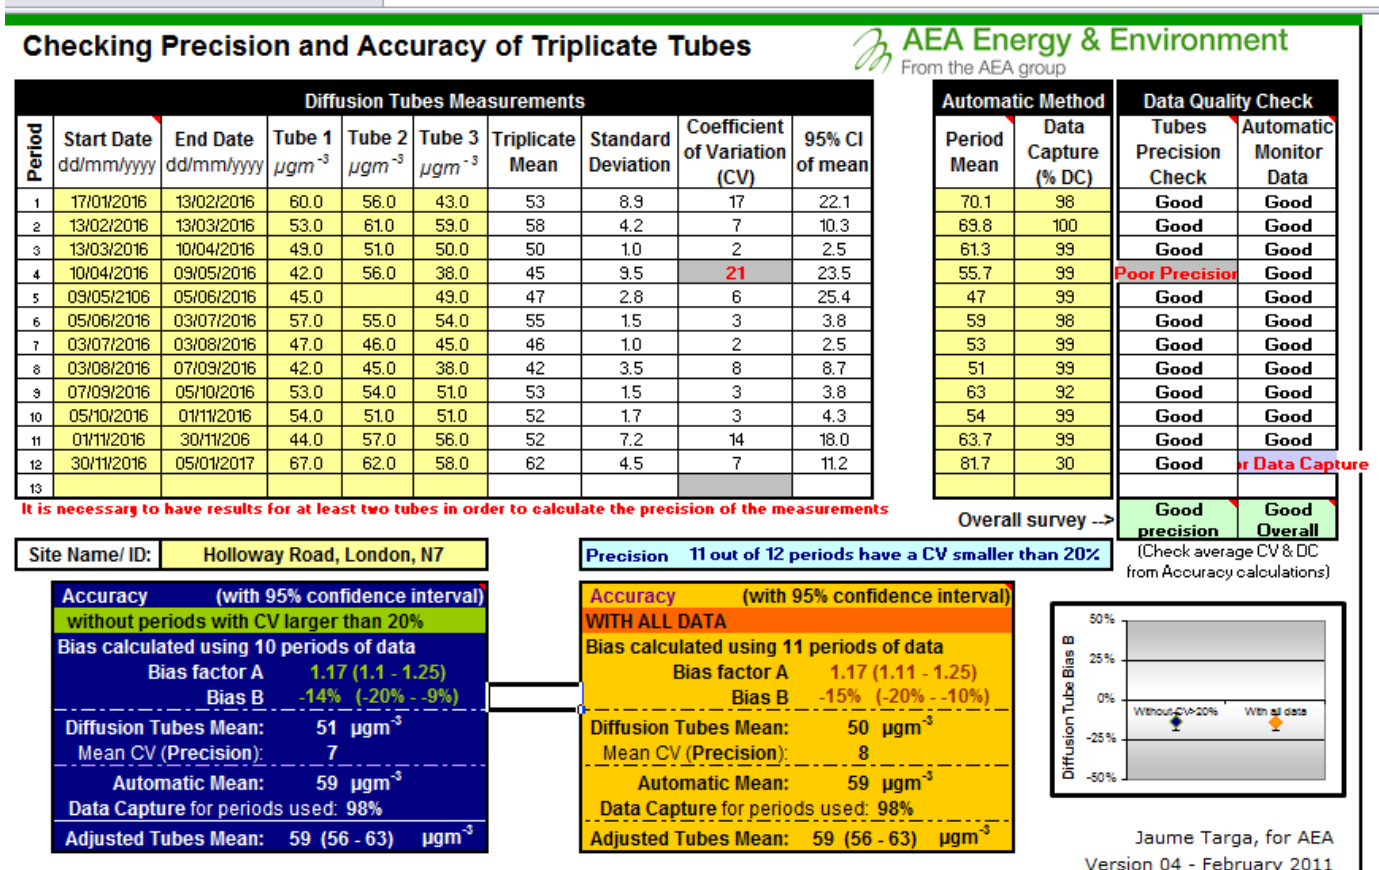 Checking Precision and Accuracy of Triplicate Tubes
AEA Energy & Environment
From the AEA group
Diffusion Tubes Measurements
Automatic Method
Data Quality Check
Period Start Date dd/mm/yyyy End Date dd/mm/yyyy Tube 1 µgm-3 Tube 2 µgm-3 Tube 3 µgm-3 Triplicate Mean Standard Deviation Coefficient of Variation (CV) 95% CI of mean Period Mean Data Capture (% DC) Tubes Precision Check Automatic Monitor Data
1 17/01/2016 13/02/2016 60.0 56.0 43.0 53 8.9 17 22.1 70.1 98 Good Good
2 13/02/2016 13/03/2016 53.0 61.0 59.0 58 4.2 7 10.3 69.8 100 Good Good
3 13/03/2016 10/04/2016 49.0 51.0 50.0 50 1.0 2 2.5 61.3 99 Good Good
4 10/04/2016 09/05/2016 42.0 56.0 38.0 45 9.5 21 23.5 55.7 99 Poor Precision Good
5 09/05/2106 05/06/2016 45.0 49.0 47 2.8 6 25.4 47 99 Good Good
6 05/06/2016 03/07/2016 57.0 55.0 54.0 55 1.5 3 3.8 59 98 Good Good
7 03/07/2016 03/08/2016 47.0 46.0 45.0 46 1.0 2 2.5 53 99 Good Good
8 03/08/2016 07/09/2016 42.0 45.0 38.0 42 3.5 8 8.7 51 99 Good Good
9 07/09/2016 05/10/2016 53.0 54.0 51.0 53 1.5 3 3.8 63 92 Good Good
10 05/10/2016 01/11/2016 54.0 51.0 51.0 52 1.7 3 4.3 54 99 Good Good
11 01/11/2016 30/11/206 44.0 57.0 56.0 52 7.2 14 18.0 63.7 99 Good Good
12 30/11/2016 05/01/2017 67.0 62.0 58.0 62 4.5 7 11.2 81.7 30 Good r Data Capture
13
It is necessary to have results for at least two tubes in order to calculate the precision of the measurements
Overall survey --> Good precision Good Overall
(Check average CV & DC from Accuracy calculations)
Site Name/ ID: Holloway Road, London, N7
Precision 11 out of 12 periods have a CV smaller than 20%
Accuracy (with 95% confidence interval)
without periods with CV larger than 20%
Bias calculated using 10 periods of data
Bias factor A 1.17 (1.1 - 1.25)
Bias B -14% (-20% - -9%)
Diffusion Tubes Mean: 51 µgm-3
Mean CV (Precision): 7
Automatic Mean: 59 µgm-3
Data Capture for periods used: 98%
Adjusted Tubes Mean: 59 (56 - 63) µgm-3
Accuracy (with 95% confidence interval)
WITH ALL DATA
Bias calculated using 11 periods of data
Bias factor A 1.17 (1.11 - 1.25)
Bias B -15% (-20% - -10%)
Diffusion Tubes Mean: 50 µgm-3
Mean CV (Precision): 8
Automatic Mean: 59 µgm-3
Data Capture for periods used: 98%
Adjusted Tubes Mean: 59 (56 - 63) µgm-3
Diffusion Tube Bias B
50%
25%
0%
-25%
-50%
Without CV>20%
With all data
Jaume Targa, for AEA
Version 04 - February 2011